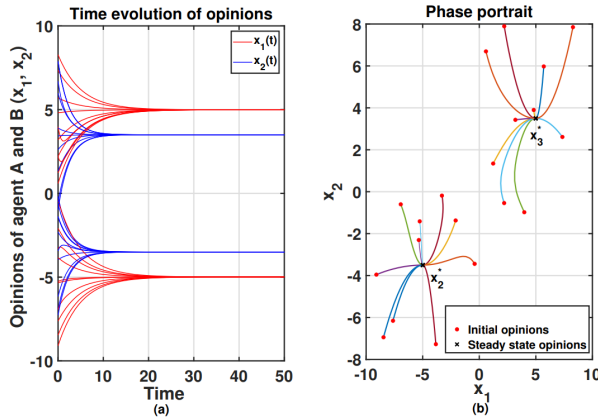 Time evolution of opinions
Opinions of agent A and B (x₁, x₂)
10
5
0
-5
-10
x₁(t)
x₂(t)
0 10 20 30 40 50
Time
(a)
Phase portrait
x₂
8
6
4
2
0
-2
-4
-6
-8
x₃*
x₂*
Initial opinions
Steady state opinions
-10 -5 0 5 10
x₁
(b)